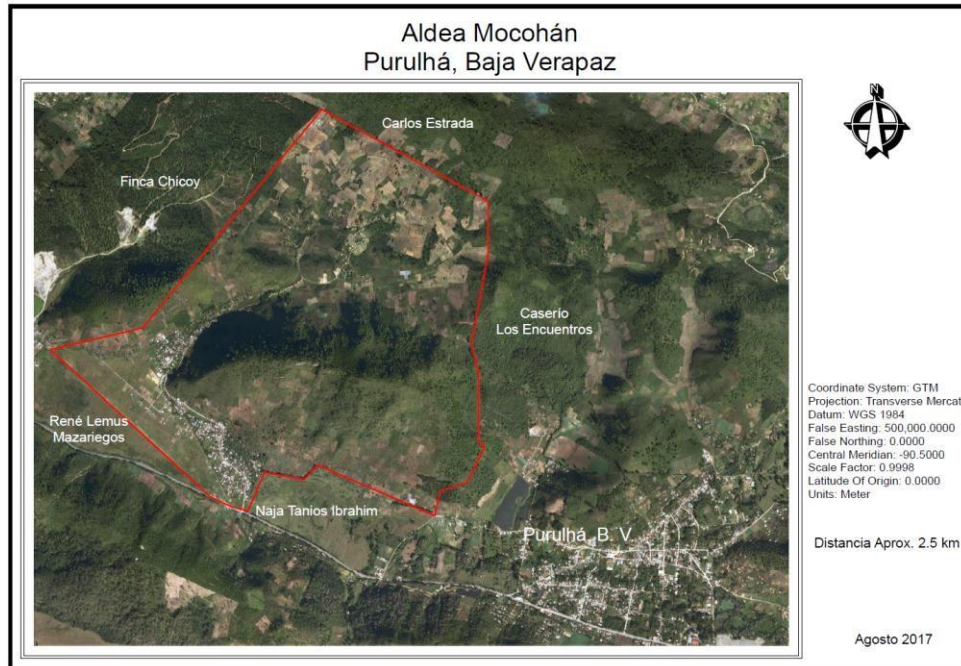 Aldea Mocohán
Purulhá, Baja Verapaz
N
Carlos Estrada
Finca Chicoy
Caserío
Los Encuentros
René Lemus
Mazariegos
Naja Tanios Ibrahim
Purulhá, B. V.
Coordinate System: GTM
Projection: Transverse Mercat
Datum: WGS 1984
False Easting: 500,000.0000
False Northing: 0.0000
Central Meridian: -90.5000
Scale Factor: 0.9998
Latitude Of Origin: 0.0000
Units: Meter
Distancia Aprox. 2.5 km
Agosto 2017